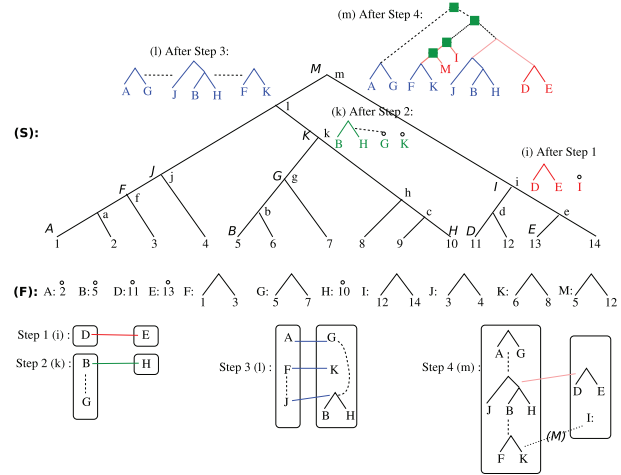 (m) After Step 4:
(l) After Step 3:
A G J B H F K
A G F K M I J B H D E
M m
l
(k) After Step 2:
(S):
K k
B H G K
(i) After Step 1
J j
G g
I i
D E I
F f
h
a b c d e
A B H D E
1 2 3 4 5 6 7 8 9 10 11 12 13 14
(F): A: 2 B: 5 D: 11 E: 13 F: G: H: 10 I: J: K: M:
1 3 5 7 12 14 3 4 6 8 5 12
Step 1 (i) : D E
Step 2 (k) : B H
G
Step 3 (l) :
A G
F K
J
B H
Step 4 (m) :
A G
J B H
D E
I:
(M)
F K